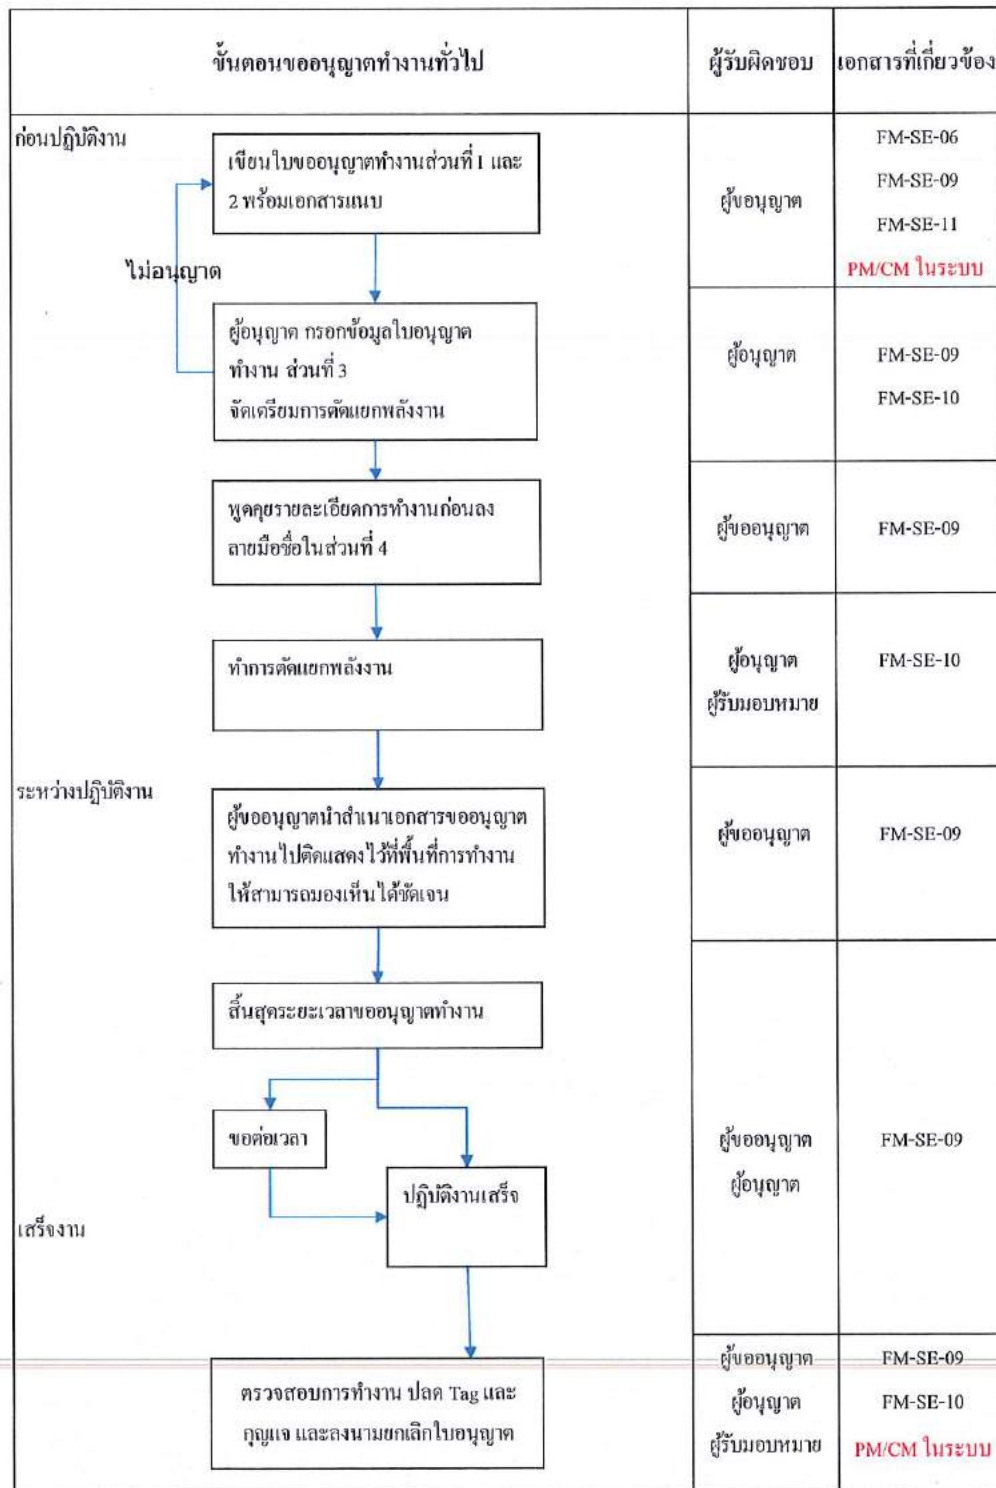 ขั้นตอนขออนุญาตทำงานทั่วไป
ผู้รับผิดชอบ
เอกสารที่เกี่ยวข้อง
ก่อนปฏิบัติงาน
เขียนใบขออนุญาตทำงานส่วนที่ 1 และ
2 พร้อมเอกสารแนบ
ผู้ขอนุญาต
FM-SE-06
FM-SE-09
FM-SE-11
PM/CM ในระบบ
ไม่อนุญาต
ผู้อนุญาต กรอกข้อมูลใบอนุญาต
ทำงาน ส่วนที่ 3
จัดเตรียมการตัดแยกพลังงาน
ผู้อนุญาต
FM-SE-09
FM-SE-10
พูดคุยรายละเอียดการทำงานก่อนลง
ลายมือชื่อในส่วนที่ 4
ผู้ขออนุญาต
FM-SE-09
ทำการตัดแยกพลังงาน
ผู้อนุญาต
ผู้รับมอบหมาย
FM-SE-10
ระหว่างปฏิบัติงาน
ผู้ขออนุญาตนำสำเนาเอกสารขออนุญาต
ทำงานไปติดแสดงไว้ที่พื้นที่การทำงาน
ให้สามารถมองเห็นได้ชัดเจน
ผู้ขออนุญาต
FM-SE-09
สิ้นสุดระยะเวลาขออนุญาตทำงาน
ขอต่อเวลา
ปฏิบัติงานเสร็จ
ผู้ขออนุญาต
ผู้อนุญาต
FM-SE-09
เสร็จงาน
ตรวจสอบการทำงาน ปลด Tag และ
กุญแจ และลงนามยกเลิกใบอนุญาต
ผู้ขออนุญาต
ผู้อนุญาต
ผู้รับมอบหมาย
FM-SE-09
FM-SE-10
PM/CM ในระบบ